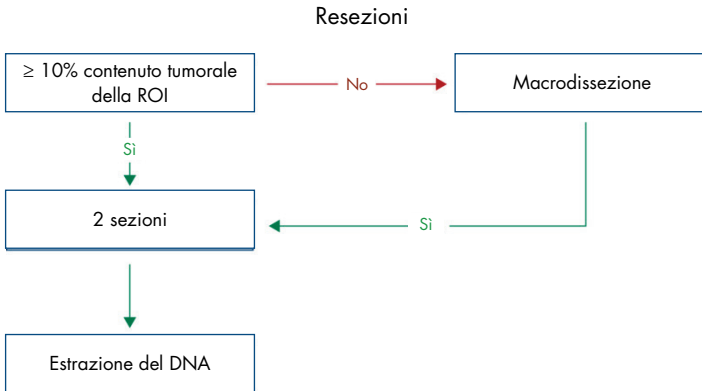 Resezioni
≥ 10% contenuto tumorale
della ROI
No
Macrodissezione
Sì
2 sezioni
Sì
Estrazione del DNA